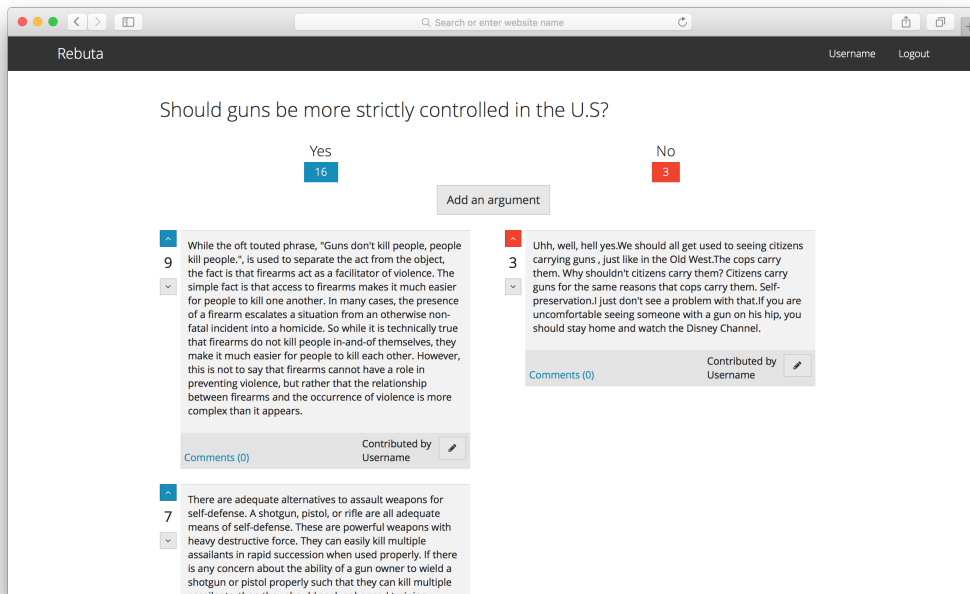 Search or enter website name
Rebuta
Username
Logout
Should guns be more strictly controlled in the U.S?
Yes
16
No
3
Add an argument
9
While the oft touted phrase, "Guns don't kill people, people
kill people.", is used to separate the act from the object,
the fact is that firearms act as a facilitator of violence. The
simple fact is that access to firearms makes it much easier
for people to kill one another. In many cases, the presence
of a firearm escalates a situation from an otherwise non-
fatal incident into a homicide. So while it is technically true
that firearms do not kill people in-and-of themselves, they
make it much easier for people to kill each other. However,
this is not to say that firearms cannot have a role in
preventing violence, but rather that the relationship
between firearms and the occurrence of violence is more
complex than it appears.
Comments (0)
Contributed by
Username
3
Uhh, well, hell yes.We should all get used to seeing citizens
carrying guns , just like in the Old West.The cops carry
them. Why shouldn't citizens carry them? Citizens carry
guns for the same reasons that cops carry them. Self-
preservation.I just don't see a problem with that.If you are
uncomfortable seeing someone with a gun on his hip, you
should stay home and watch the Disney Channel.
Comments (0)
Contributed by
Username
7
There are adequate alternatives to assault weapons for
self-defense. A shotgun, pistol, or rifle are all adequate
means of self-defense. These are powerful weapons with
heavy destructive force. They can easily kill multiple
assailants in rapid succession when used properly. If there
is any concern about the ability of a gun owner to wield a
shotgun or pistol properly such that they can kill multiple